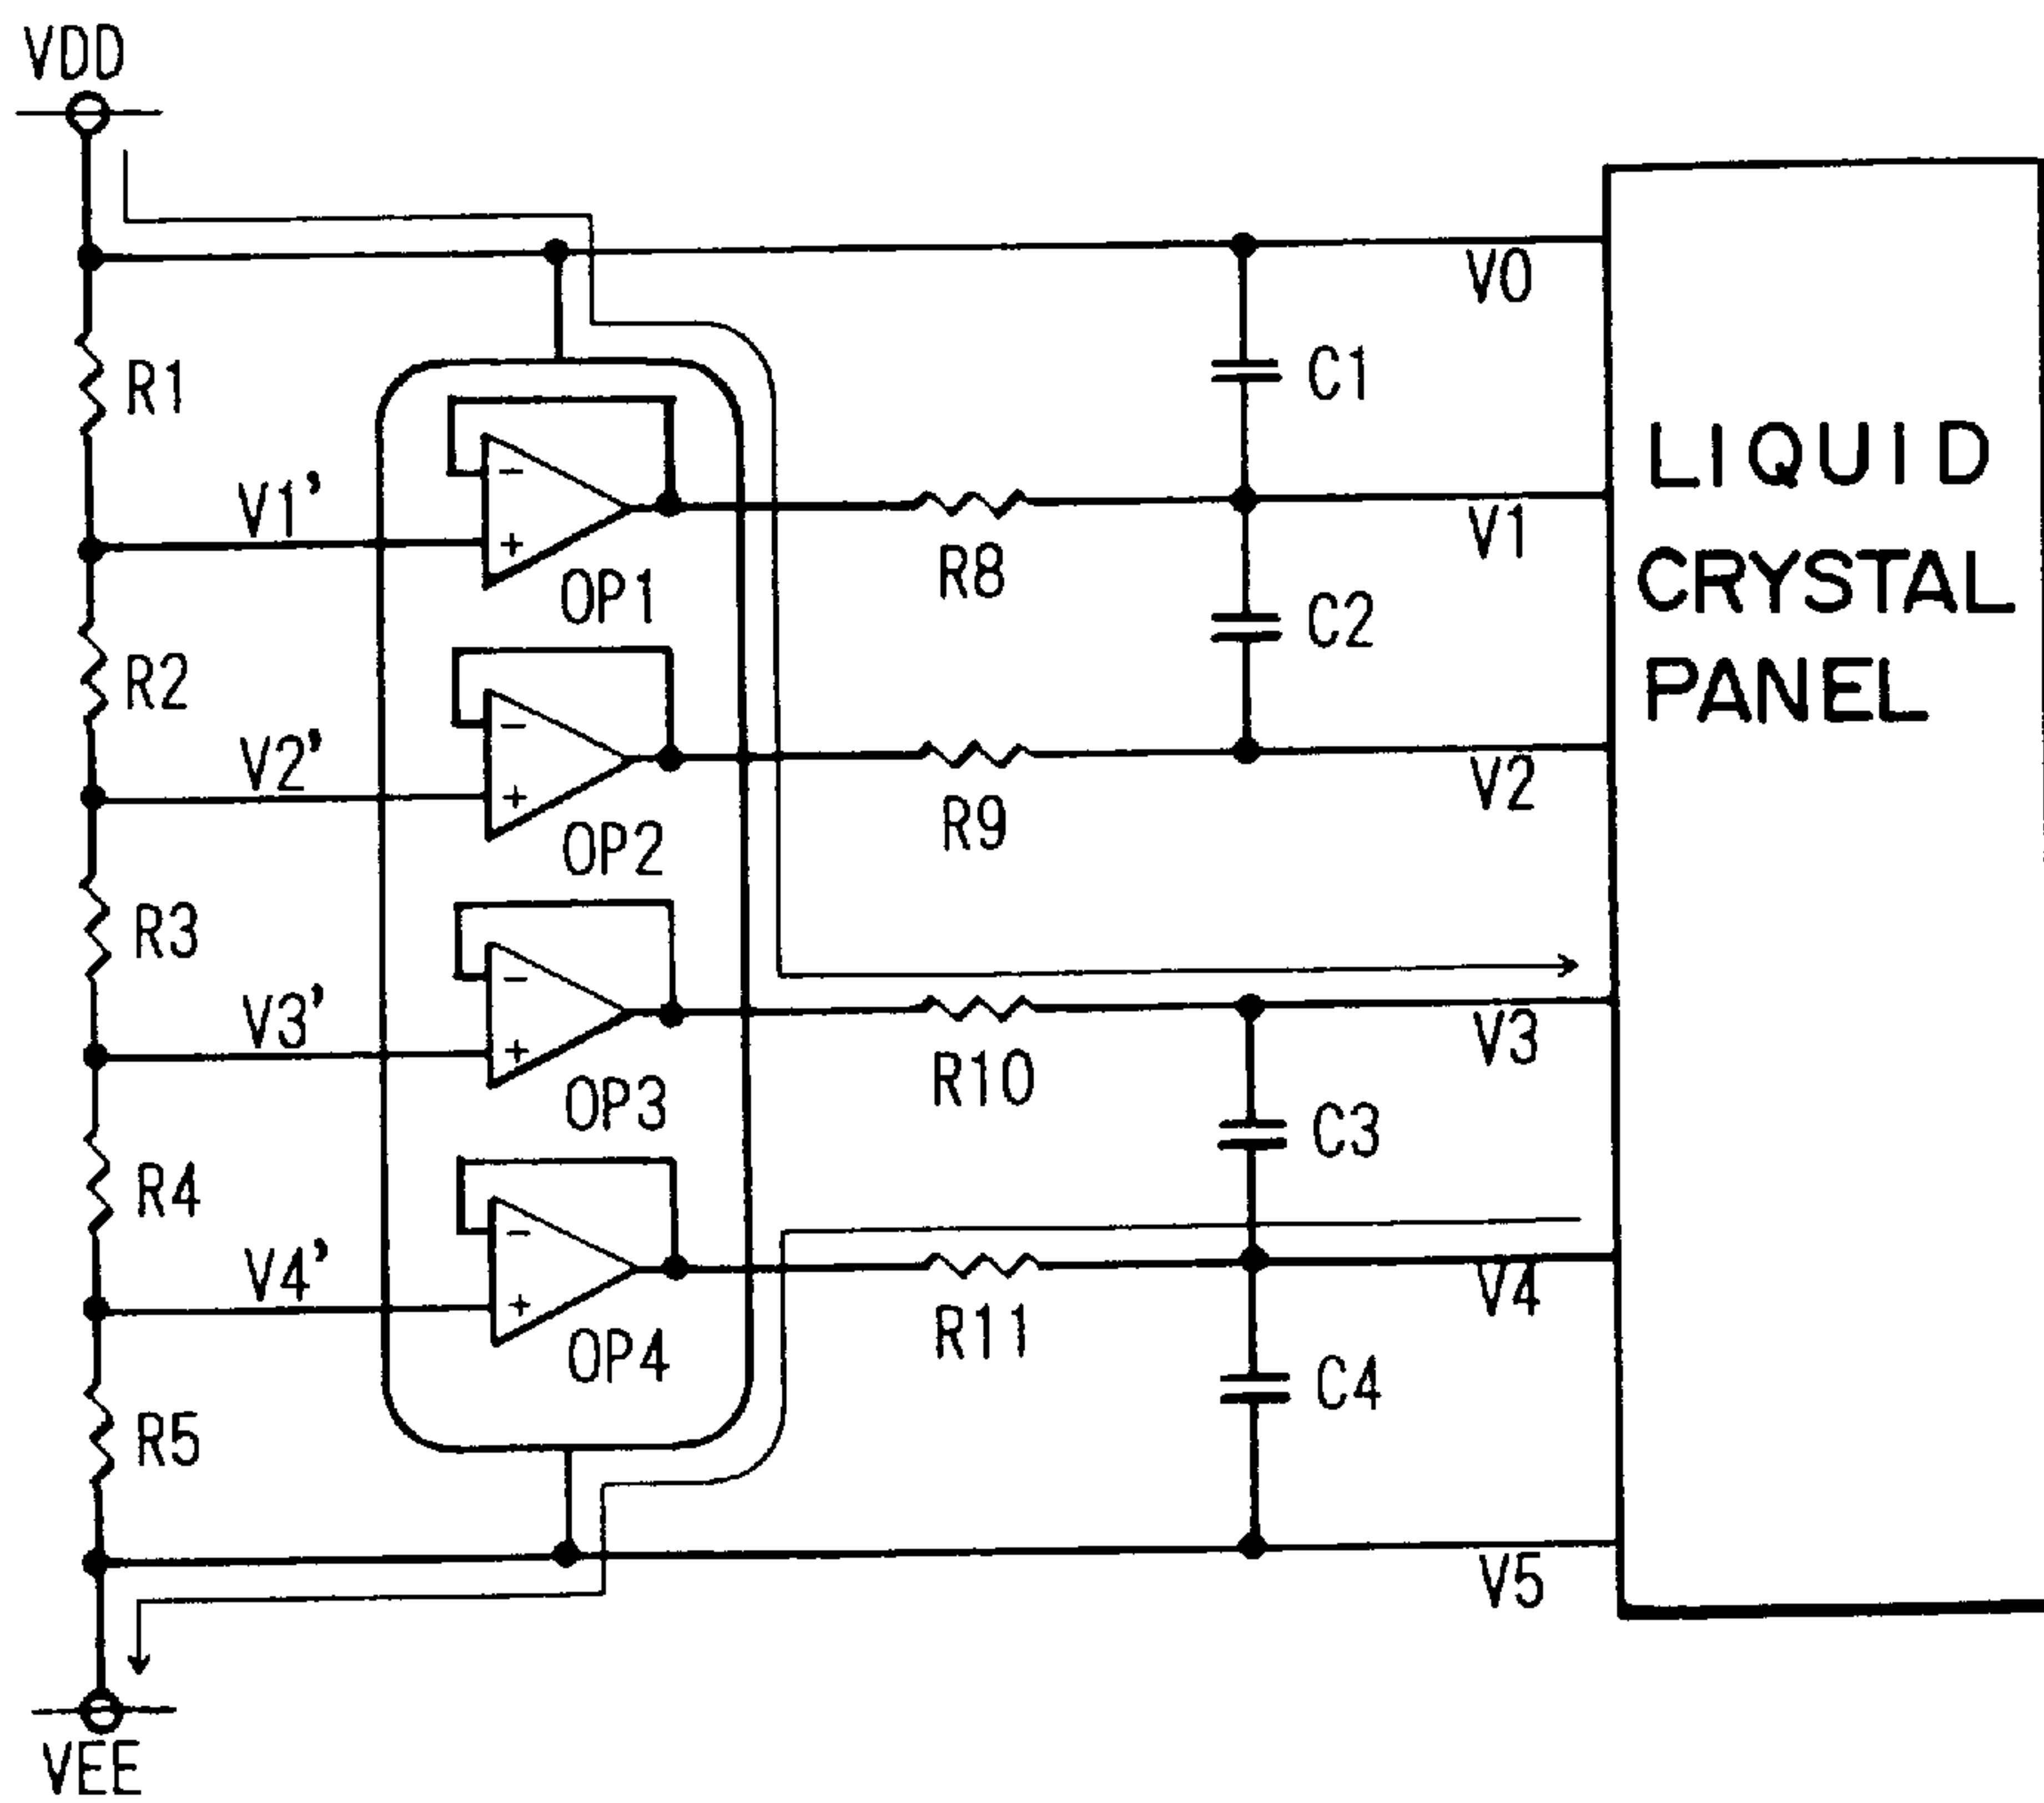 VDD
V0
R1
C1
LIQUID
CRYSTAL
PANEL
V1'
−
+
OP1
R8
V1
R2
C2
V2'
−
+
OP2
R9
V2
R3
V3'
−
+
OP3
R10
V3
R4
C3
V4'
−
+
OP4
R11
V4
R5
C4
V5
VEE